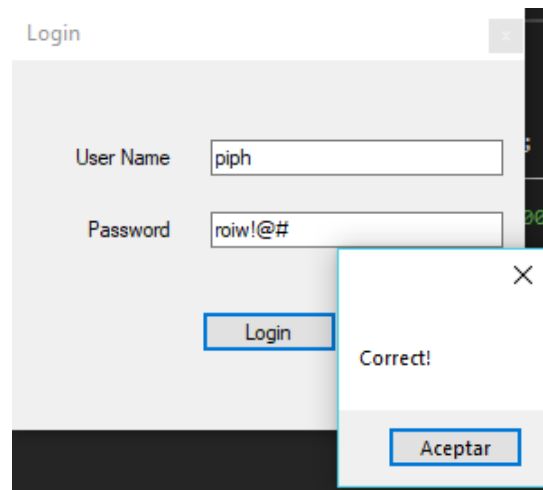 Login
x
User Name piph
Password roiw!@#
Login
Correct!
Aceptar